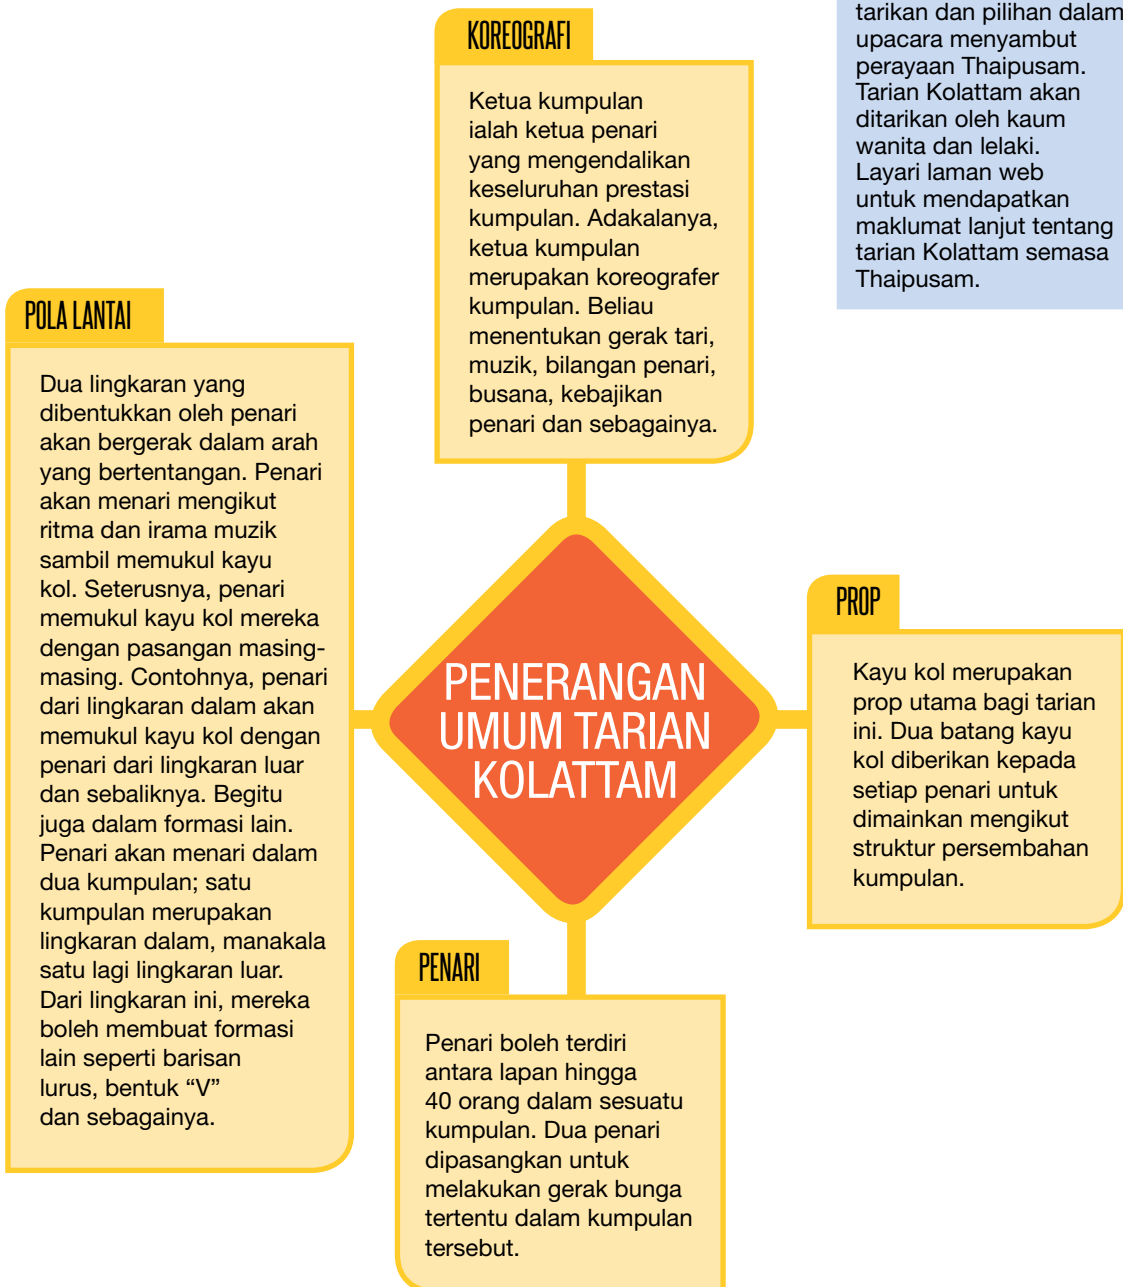 KOREOGRAFI
Ketua kumpulan
ialah ketua penari
yang mengendalikan
keseluruhan prestasi
kumpulan. Adakalanya,
ketua kumpulan
merupakan koreografer
kumpulan. Beliau
menentukan gerak tari,
muzik, bilangan penari,
busana, kebajikan
penari dan sebagainya.
tarikan dan pilihan dalam
upacara menyambut
perayaan Thaipusam.
Tarian Kolattam akan
ditarikan oleh kaum
wanita dan lelaki.
Layari laman web
untuk mendapatkan
maklumat lanjut tentang
tarian Kolattam semasa
Thaipusam.
POLA LANTAI
Dua lingkaran yang
dibentukkan oleh penari
akan bergerak dalam arah
yang bertentangan. Penari
akan menari mengikut
ritma dan irama muzik
sambil memukul kayu
kol. Seterusnya, penari
memukul kayu kol mereka
dengan pasangan masing-
masing. Contohnya, penari
dari lingkaran dalam akan
memukul kayu kol dengan
penari dari lingkaran luar
dan sebaliknya. Begitu
juga dalam formasi lain.
Penari akan menari dalam
dua kumpulan; satu
kumpulan merupakan
lingkaran dalam, manakala
satu lagi lingkaran luar.
Dari lingkaran ini, mereka
boleh membuat formasi
lain seperti barisan
lurus, bentuk “V”
dan sebagainya.
PENERANGAN
UMUM TARIAN
KOLATTAM
PROP
Kayu kol merupakan
prop utama bagi tarian
ini. Dua batang kayu
kol diberikan kepada
setiap penari untuk
dimainkan mengikut
struktur persembahan
kumpulan.
PENARI
Penari boleh terdiri
antara lapan hingga
40 orang dalam sesuatu
kumpulan. Dua penari
dipasangkan untuk
melakukan gerak bunga
tertentu dalam kumpulan
tersebut.